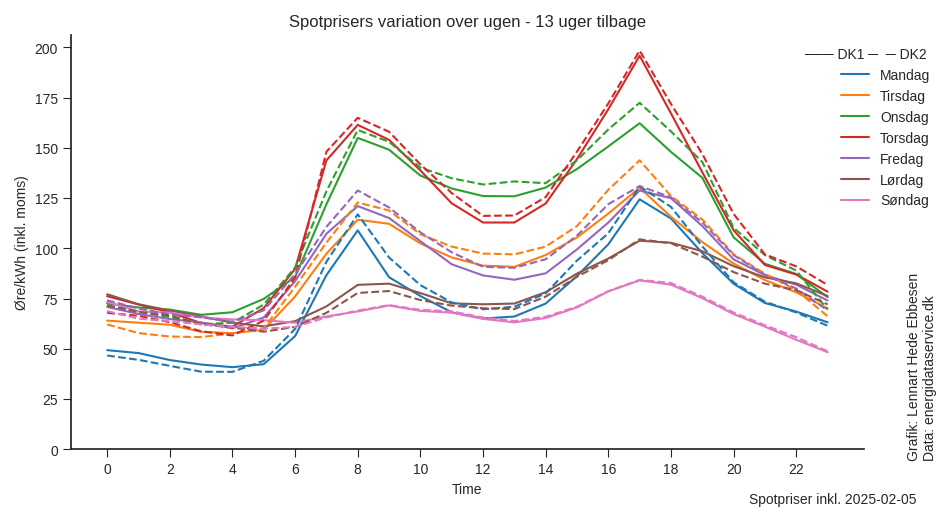 Spotprisers variation over ugen - 13 uger tilbage
Øre/kWh (inkl. moms)
200
175
150
125
100
75
50
25
0
0 2 4 6 8 10 12 14 16 18 20 22
Time
DK1 DK2
Mandag
Tirsdag
Onsdag
Torsdag
Fredag
Lørdag
Søndag
Grafik: Lennart Hede Ebbesen
Data: energidataservice.dk
Spotpriser inkl. 2025-02-05